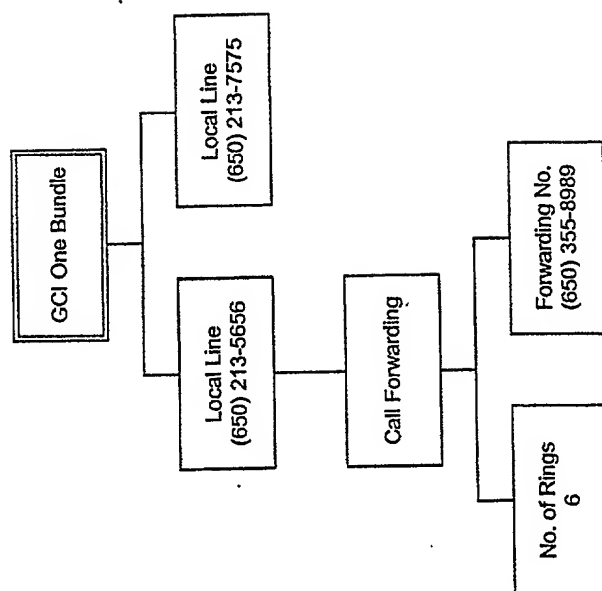 GCI One Bundle
Local Line
(650) 213-5656
Local Line
(650) 213-7575
Call Forwarding
No. of Rings
6
Forwarding No.
(650) 355-8989